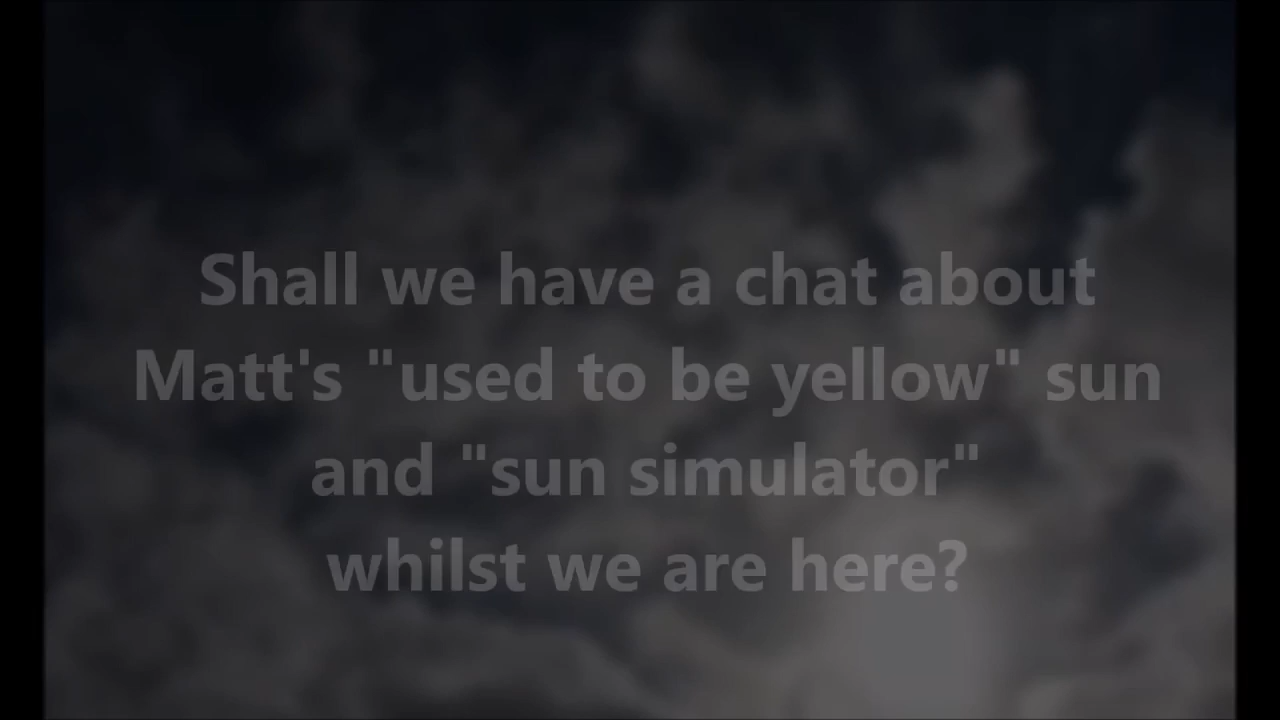 Shall we have a chat about
Matt's "used to be yellow" sun
and "sun simulator"
whilst we are here?